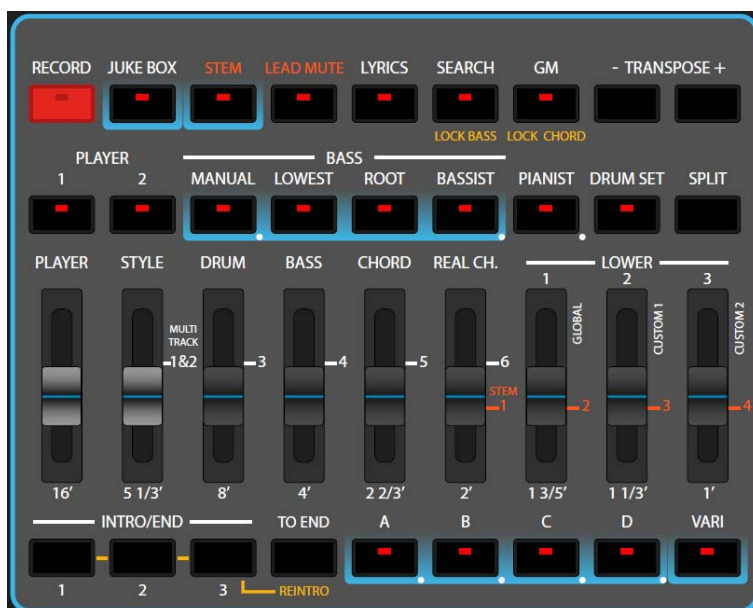 RECORD JUKE BOX STEM LEAD MUTE LYRICS SEARCH GM - TRANSPOSE +
LOCK BASS LOCK CHORD
PLAYER BASS
1 2 MANUAL LOWEST ROOT BASSIST PIANIST DRUM SET SPLIT
PLAYER STYLE DRUM BASS CHORD REAL CH. LOWER
1 2 3
GLOBAL CUSTOM 1 CUSTOM 2
MULTI
TRACK
1&2 3 4 5 6
STEM
1 2 3 4
16' 5 1/3' 8' 4' 2 2/3' 2' 1 3/5' 1 1/3' 1'
INTRO/END TO END A B C D VARI
1 2 3 REINTRO